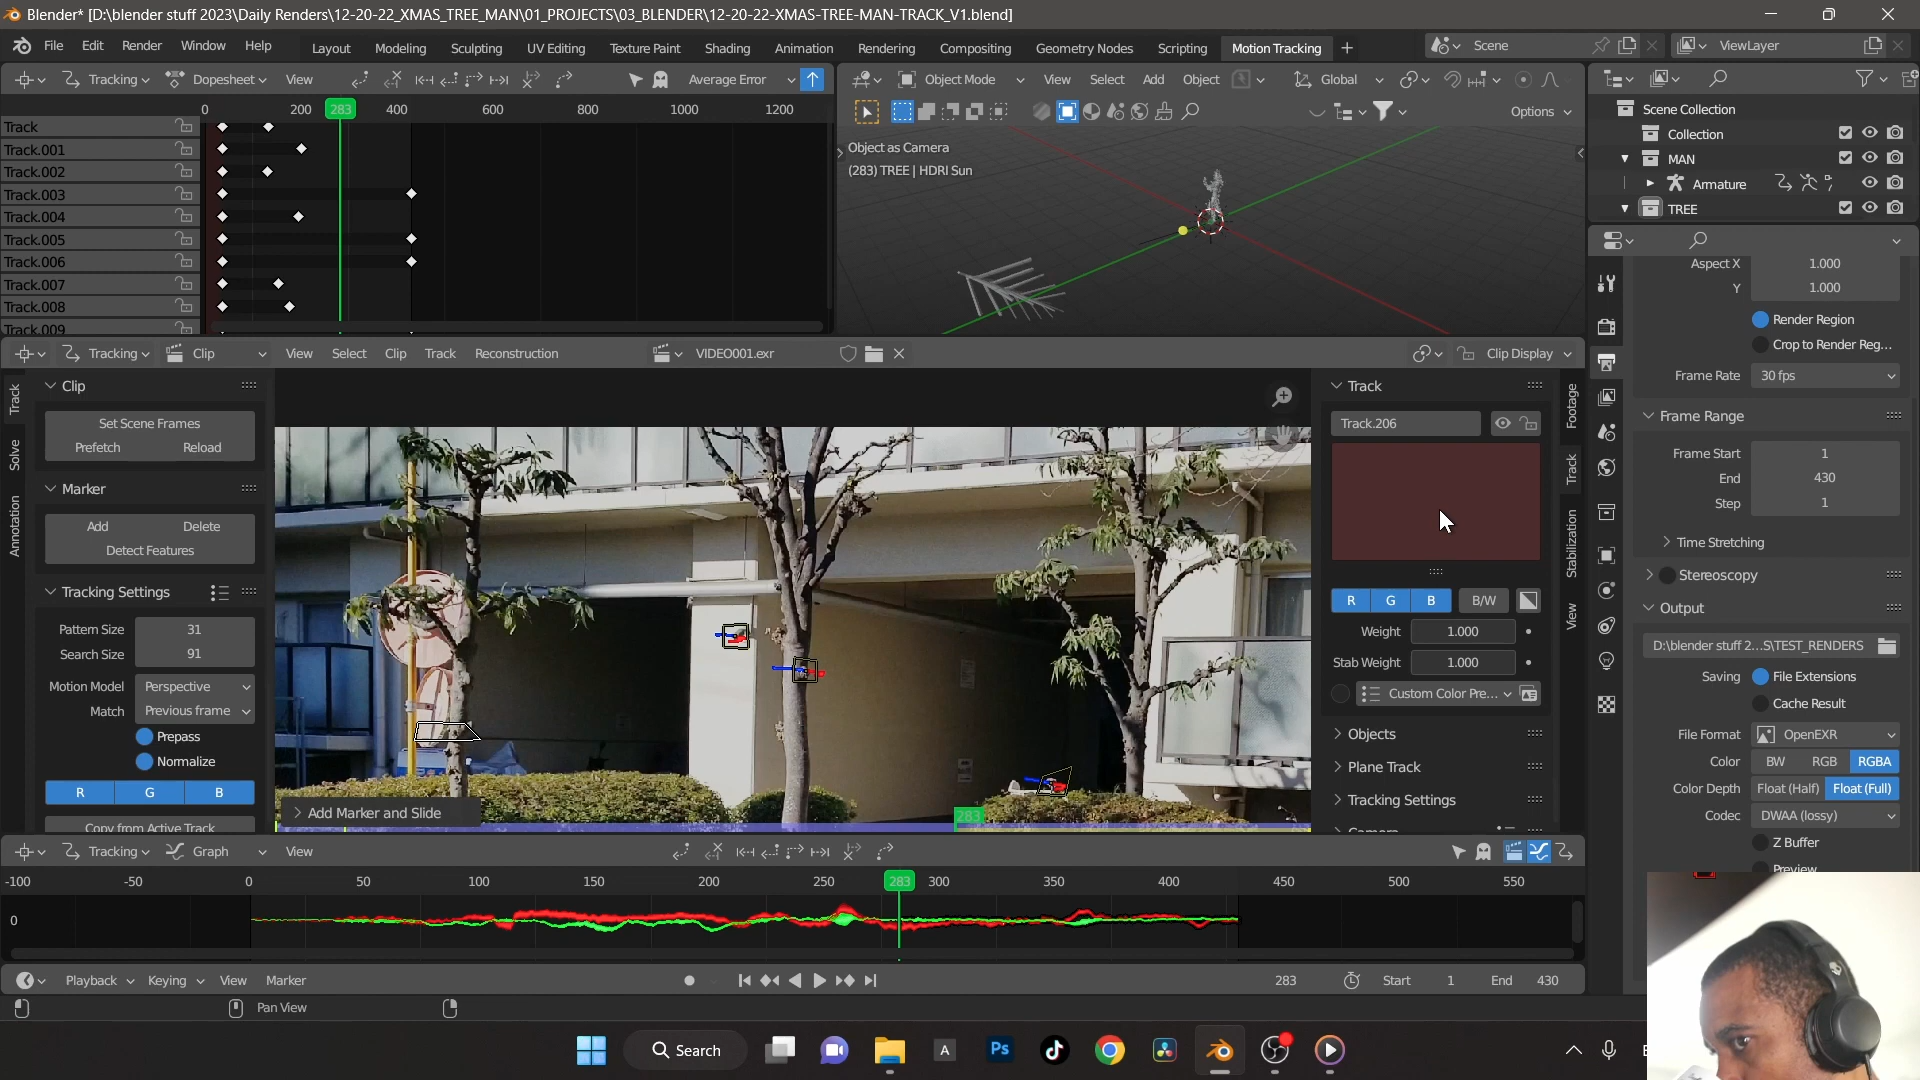 Blender* [D:\blender stuff 2023\Daily Renders\12-20-22_XMAS_TREE_MAN\01_PROJECTS\03_BLENDER\12-20-22-XMAS-TREE-MAN-TRACK_V1.blend]
File Edit Render Window Help Layout Modeling Sculpting UV Editing Texture Paint Shading Animation Rendering Compositing Geometry Nodes Scripting Motion Tracking + Scene ViewLayer
Tracking Dopesheet View Average Error
Object Mode View Select Add Object Global
Options
0 200 283 400 600 800 1000 1200
Track
Track.001
Track.002
Track.003
Track.004
Track.005
Track.006
Track.007
Track.008
Track.009
Object as Camera
(283) TREE | HDRI Sun
Scene Collection
Collection
MAN
Armature
TREE
Tracking Clip View Select Clip Track Reconstruction VIDEO001.exr Clip Display
Track
Solve
Annotation
Clip
Set Scene Frames
Prefetch Reload
Marker
Add Delete
Detect Features
Tracking Settings
Pattern Size 31
Search Size 91
Motion Model Perspective
Match Previous frame
Prepass
Normalize
R G B
Copy from Active Track
Add Marker and Slide
283
Track
Track.206
R G B B/W
Weight 1.000
Stab Weight 1.000
Custom Color Pre...
Objects
Plane Track
Tracking Settings
Footage
Track
Stabilization
View
Aspect X 1.000
Y 1.000
Render Region
Crop to Render Reg...
Frame Rate 30 fps
Frame Range
Frame Start 1
End 430
Step 1
Time Stretching
Stereoscopy
Output
D:\blender stuff 2...S\TEST_RENDERS
Saving File Extensions
Cache Result
File Format OpenEXR
Color BW RGB RGBA
Color Depth Float (Half) Float (Full)
Codec DWAA (lossy)
Z Buffer
Preview
Tracking Graph View
-100 -50 0 50 100 150 200 250 283 300 350 400 450 500 550
0
Playback Keying View Marker 283 Start 1 End 430
Pan View
Search A Ps